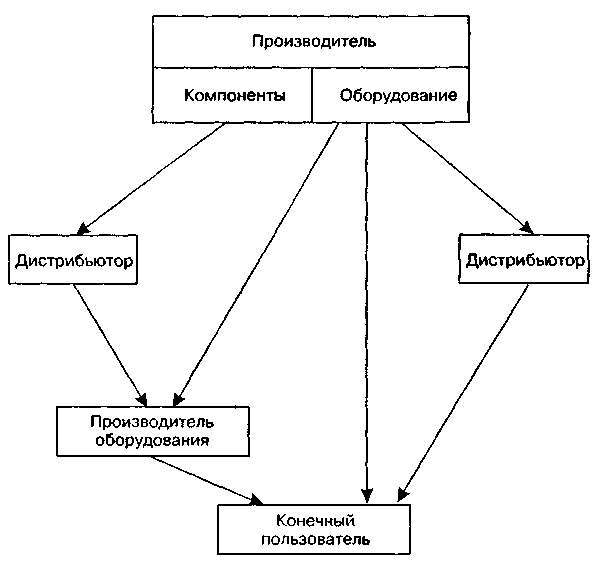 Производитель
Компоненты
Оборудование
Дистрибьютор
Дистрибьютор
Производитель
оборудования
Конечный
пользователь